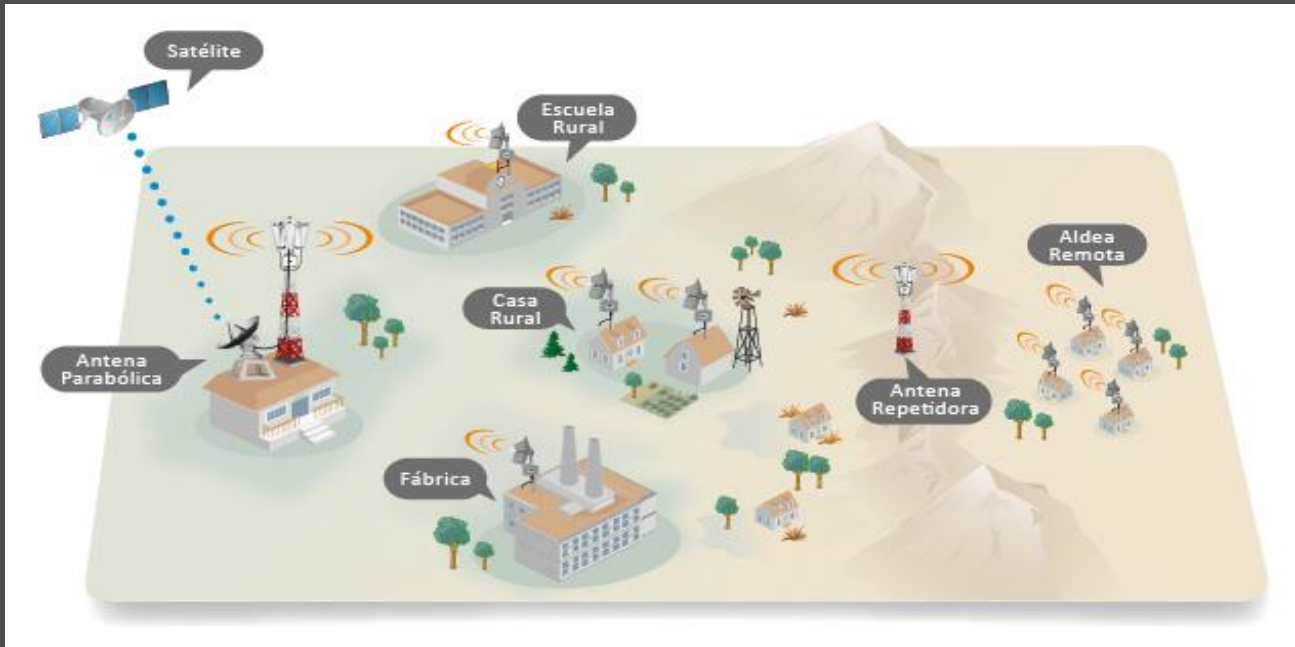 Satélite
Escuela
Rural
Aldea
Remota
Casa
Rural
Antena
Parabólica
Antena
Repetidora
Fábrica